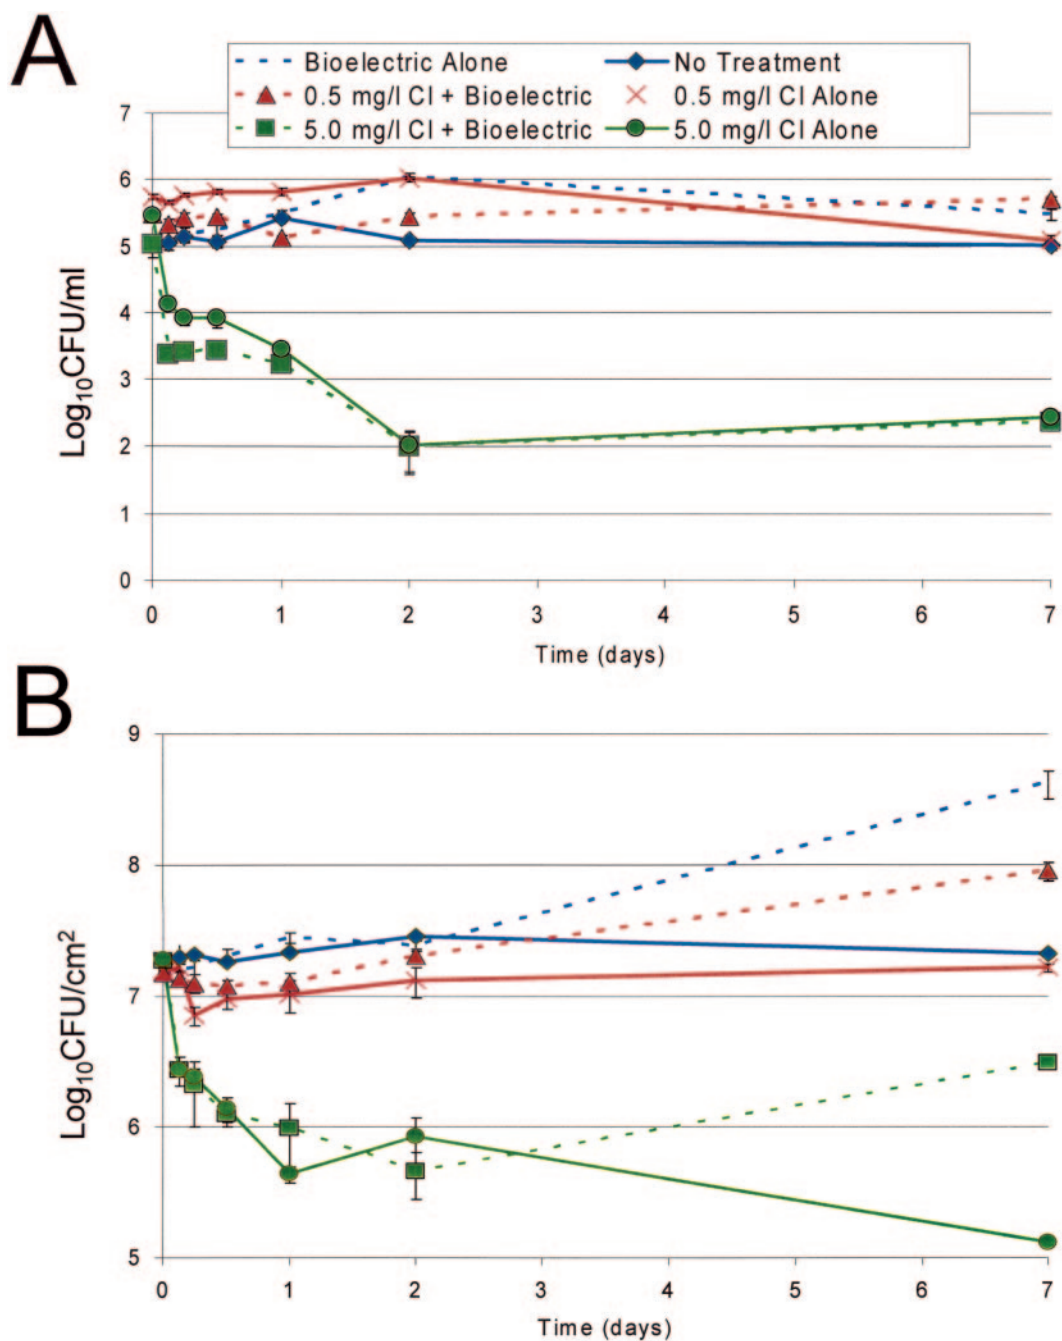 A
Bioelectric Alone No Treatment
0.5 mg/l Cl + Bioelectric 0.5 mg/l Cl Alone
5.0 mg/l Cl + Bioelectric 5.0 mg/l Cl Alone
7
6
5
4
3
2
1
0
Log₁₀CFU/ml
0 1 2 3 4 5 6 7
Time (days)
B
9
8
7
6
5
Log₁₀CFU/cm²
0 1 2 3 4 5 6 7
Time (days)